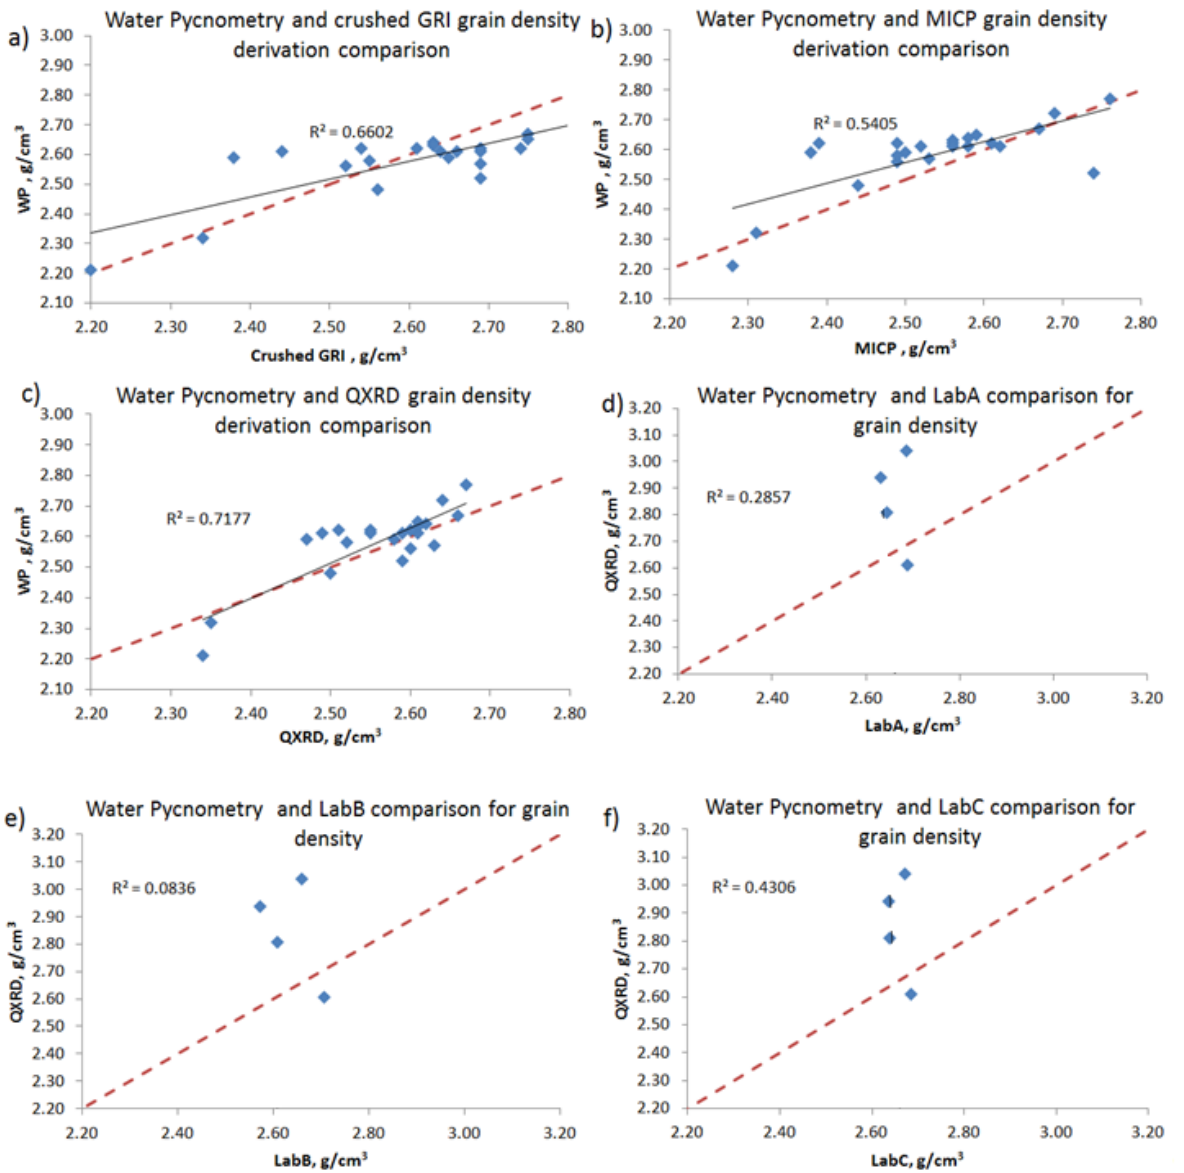 a)
Water Pycnometry and crushed GRI grain density
derivation comparison
3.00
2.90
2.80
2.70
2.60
2.50
2.40
2.30
2.20
2.10
WP , g/cm³
R² = 0.6602
2.20 2.30 2.40 2.50 2.60 2.70 2.80
Crushed GRI , g/cm³
b)
Water Pycnometry and MICP grain density
derivation comparison
3.00
2.90
2.80
2.70
2.60
2.50
2.40
2.30
2.20
2.10
WP , g/cm³
R² = 0.5405
2.20 2.30 2.40 2.50 2.60 2.70 2.80
MICP , g/cm³
c)
Water Pycnometry and QXRD grain density
derivation comparison
3.00
2.90
2.80
2.70
2.60
2.50
2.40
2.30
2.20
2.10
WP , g/cm³
R² = 0.7177
2.20 2.30 2.40 2.50 2.60 2.70 2.80
QXRD, g/cm³
d)
Water Pycnometry and LabA comparison for
grain density
3.20
3.10
3.00
2.90
2.80
2.70
2.60
2.50
2.40
2.30
2.20
QXRD, g/cm³
R² = 0.2857
2.20 2.40 2.60 2.80 3.00 3.20
LabA, g/cm³
e)
Water Pycnometry and LabB comparison for grain
density
3.20
3.10
3.00
2.90
2.80
2.70
2.60
2.50
2.40
2.30
2.20
QXRD, g/cm³
R² = 0.0836
2.20 2.40 2.60 2.80 3.00 3.20
LabB, g/cm³
f)
Water Pycnometry and LabC comparison for
grain density
3.20
3.10
3.00
2.90
2.80
2.70
2.60
2.50
2.40
2.30
2.20
QXRD, g/cm³
R² = 0.4306
2.20 2.40 2.60 2.80 3.00 3.20
LabC, g/cm³